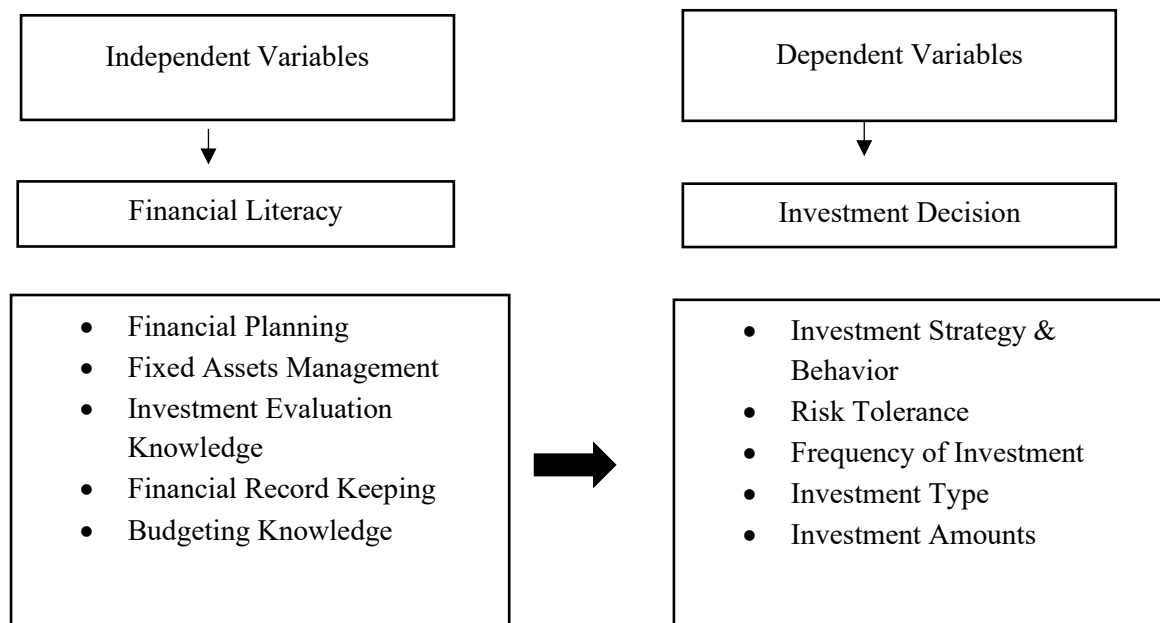 Independent Variables
Dependent Variables
Financial Literacy
Investment Decision
• Financial Planning
• Fixed Assets Management
• Investment Evaluation
Knowledge
• Financial Record Keeping
• Budgeting Knowledge
• Investment Strategy &
Behavior
• Risk Tolerance
• Frequency of Investment
• Investment Type
• Investment Amounts